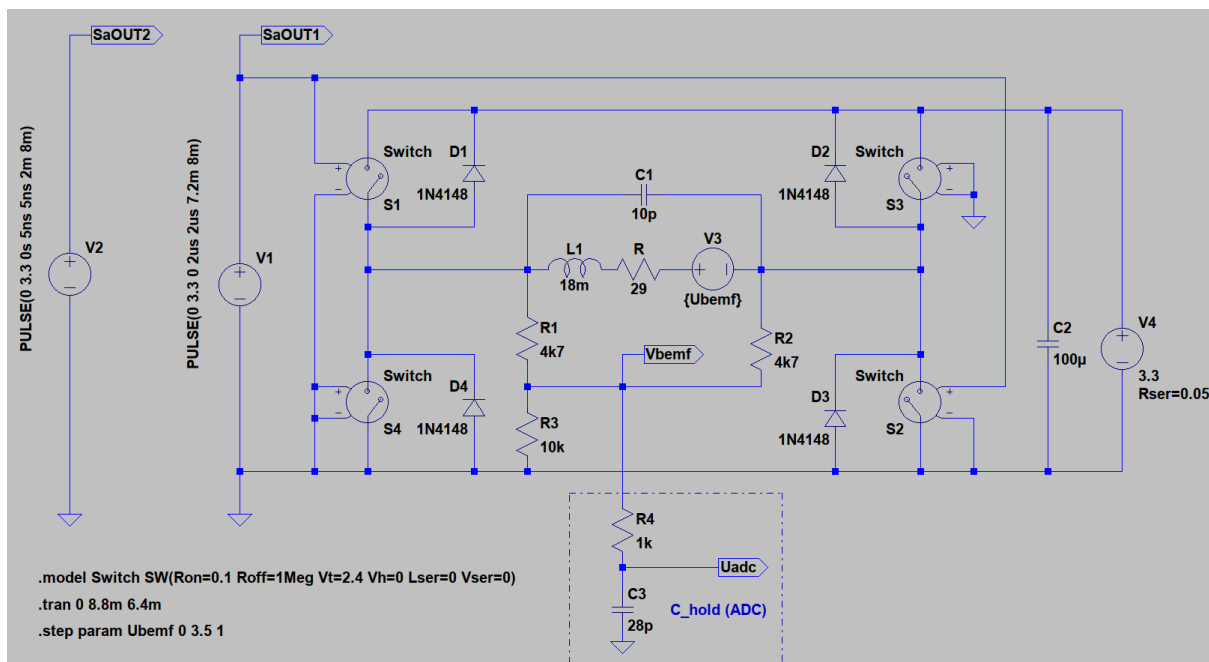 SaOUT2
SaOUT1
V2
PULSE(0 3.3 0s 5ns 5ns 2m 8m)
V1
PULSE(0 3.3 0 2us 2us 7.2m 8m)
Switch
S1
D1
1N4148
C1
10p
D2
1N4148
Switch
S3
L1
18m
R
29
V3
{Ubemf}
R1
4k7
Vbemf
R2
4k7
C2
100µ
V4
3.3
Rser=0.05
Switch
S4
D4
1N4148
R3
10k
D3
1N4148
Switch
S2
R4
1k
Uadc
C3
28p
C_hold (ADC)
.model Switch SW(Ron=0.1 Roff=1Meg Vt=2.4 Vh=0 Lser=0 Vser=0)
.tran 0 8.8m 6.4m
.step param Ubemf 0 3.5 1